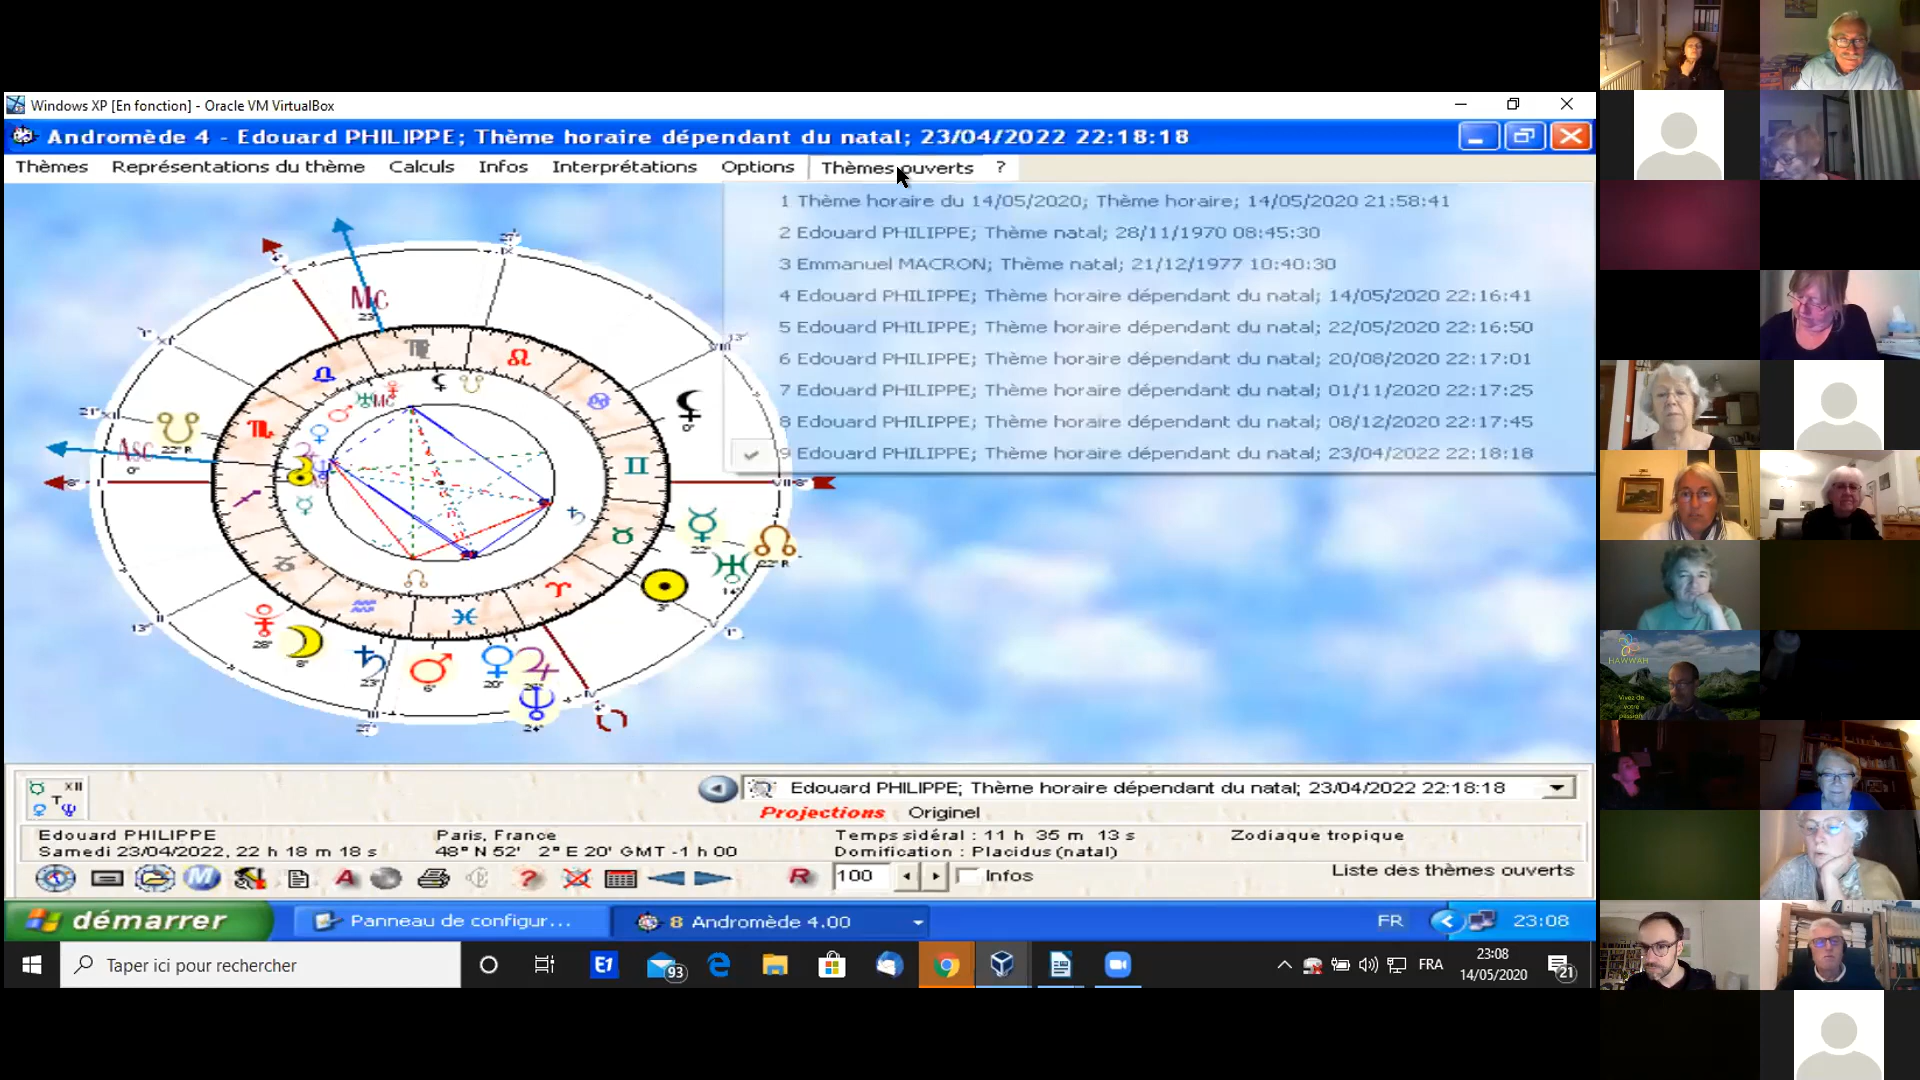 Windows XP [En fonction] - Oracle VM VirtualBox
Andromède 4 - Edouard PHILIPPE; Thème horaire dépendant du natal; 23/04/2022 22:18:18
Thèmes Représentations du thème Calculs Infos Interprétations Options Thèmes ouverts ?
1 Thème horaire du 14/05/2020; Thème horaire; 14/05/2020 21:58:41
2 Edouard PHILIPPE; Thème natal; 28/11/1970 08:45:30
3 Emmanuel MACRON; Thème natal; 21/12/1977 10:40:30
4 Edouard PHILIPPE; Thème horaire dépendant du natal; 14/05/2020 22:16:41
5 Edouard PHILIPPE; Thème horaire dépendant du natal; 22/05/2020 22:16:50
6 Edouard PHILIPPE; Thème horaire dépendant du natal; 20/08/2020 22:17:01
7 Edouard PHILIPPE; Thème horaire dépendant du natal; 01/11/2020 22:17:25
8 Edouard PHILIPPE; Thème horaire dépendant du natal; 08/12/2020 22:17:45
9 Edouard PHILIPPE; Thème horaire dépendant du natal; 23/04/2022 22:18:18
Mc
23°
Asc
0°
22° R
XII
Edouard PHILIPPE; Thème horaire dépendant du natal; 23/04/2022 22:18:18
Projections Originel
Edouard PHILIPPE Paris, France Temps sidéral : 11 h 35 m 13 s Zodiaque tropique
Samedi 23/04/2022, 22 h 18 m 18 s 48° N 52' 2° E 20' GMT -1 h 00 Domification : Placidus (natal)
R 100 Infos Liste des thèmes ouverts
démarrer Panneau de configur... 8 Andromède 4.00 FR 23:08
Taper ici pour rechercher E1 93 FRA 23:08
14/05/2020 21
HAWWAH
Vivez de
votre
passion